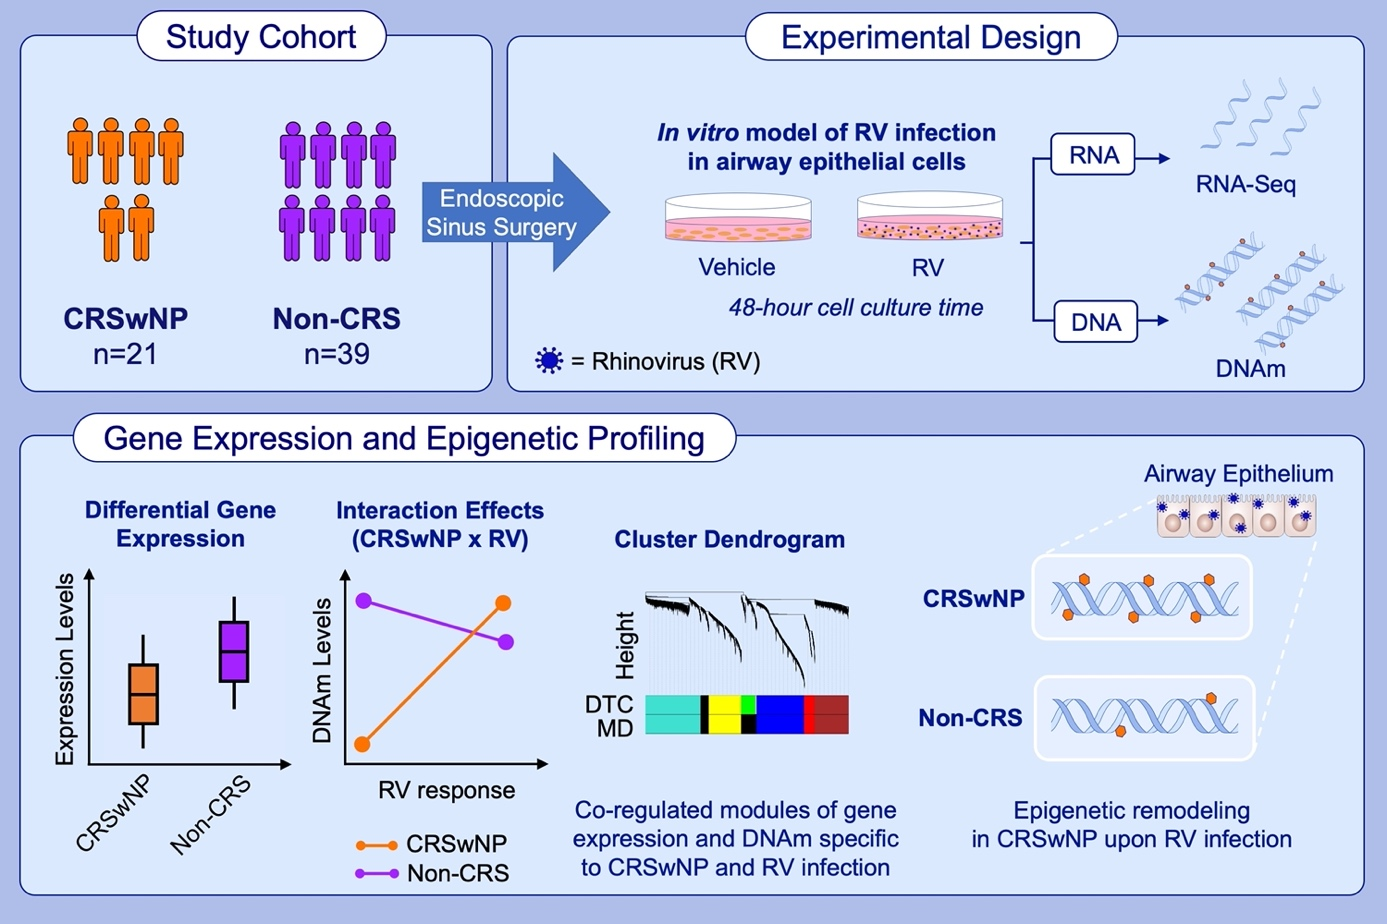 Study Cohort
CRSwNP
n=21
Non-CRS
n=39
Endoscopic
Sinus Surgery
Experimental Design
In vitro model of RV infection
in airway epithelial cells
Vehicle
RV
48-hour cell culture time
= Rhinovirus (RV)
RNA
RNA-Seq
DNA
DNAm
Gene Expression and Epigenetic Profiling
Differential Gene
Expression
Expression Levels
CRSwNP
Non-CRS
Interaction Effects
(CRSwNP x RV)
DNAm Levels
RV response
CRSwNP
Non-CRS
Cluster Dendrogram
Height
DTC
MD
Co-regulated modules of gene
expression and DNAm specific
to CRSwNP and RV infection
Airway Epithelium
CRSwNP
Non-CRS
Epigenetic remodeling
in CRSwNP upon RV infection